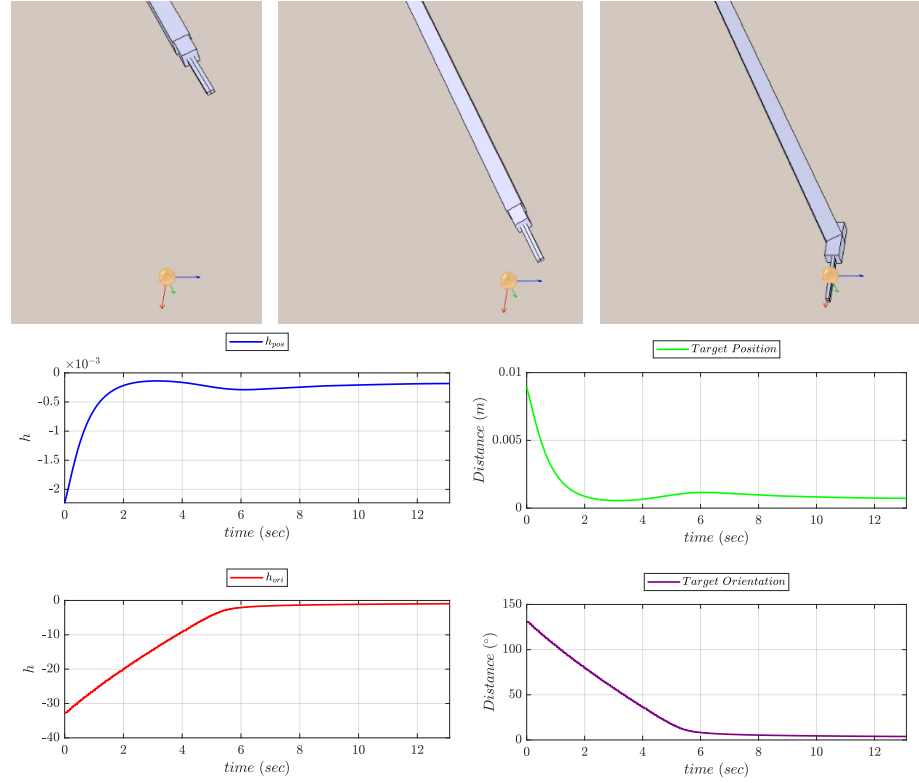 h_pos
×10⁻³
0
-0.5
-1
-1.5
-2
h
0 2 4 6 8 10 12
time (sec)
Target Position
0.01
0.005
0
Distance (m)
0 2 4 6 8 10 12
time (sec)
h_ori
0
-10
-20
-30
-40
h
0 2 4 6 8 10 12
time (sec)
Target Orientation
150
100
50
0
Distance (°)
0 2 4 6 8 10 12
time (sec)